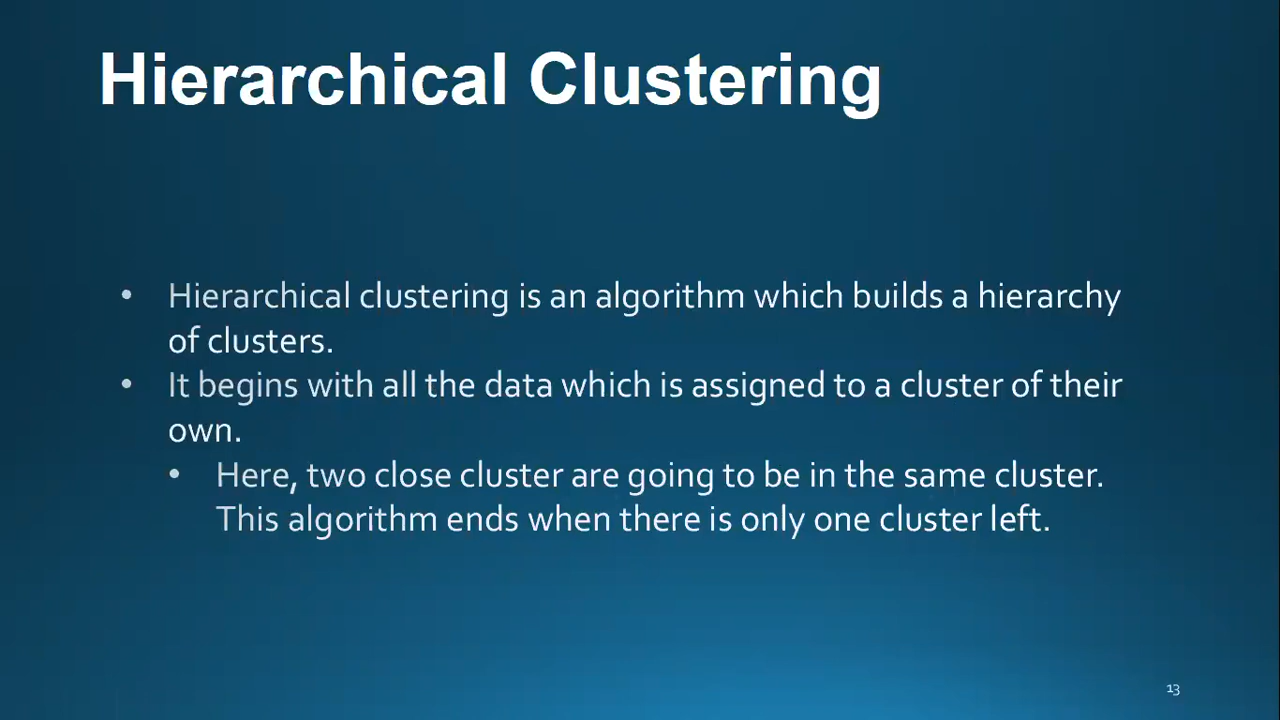 Hierarchical Clustering
• Hierarchical clustering is an algorithm which builds a hierarchy
of clusters.
• It begins with all the data which is assigned to a cluster of their
own.
• Here, two close cluster are going to be in the same cluster.
This algorithm ends when there is only one cluster left.
13